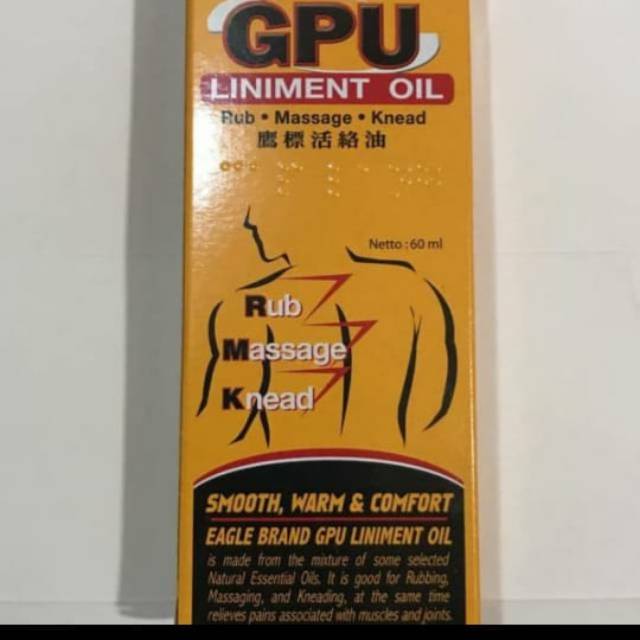 GPU
LINIMENT OIL
Rub • Massage • Knead
鷹標活絡油
Netto : 60 ml
Rub
Massage
Knead
SMOOTH, WARM & COMFORT
EAGLE BRAND GPU LINIMENT OIL
is made from the mixture of some selected
Natural Essential Oils. It is good for Rubbing,
Massaging, and Kneading, at the same time
relieves pains associated with muscles and joints.